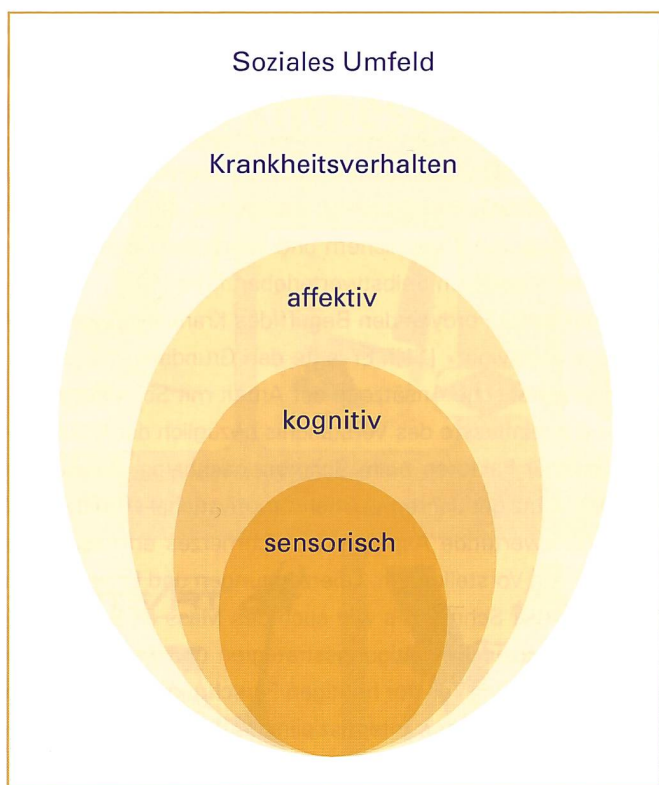 Soziales Umfeld
Krankheitsverhalten
affektiv
kognitiv
sensorisch